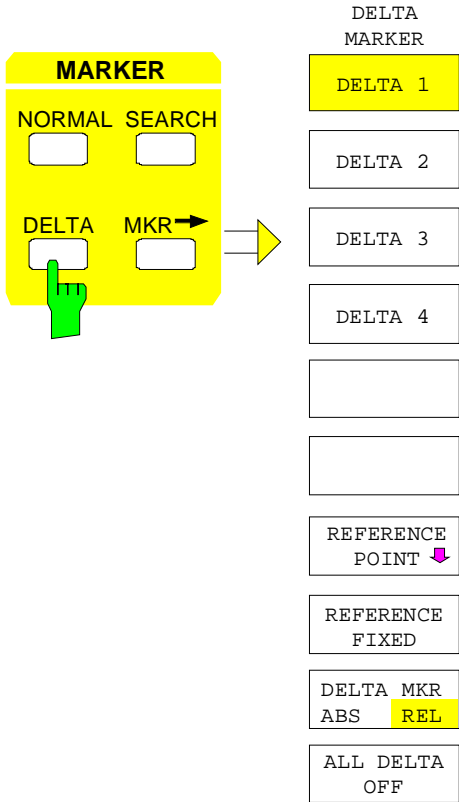 MARKER
NORMAL SEARCH
DELTA MKR
DELTA
MARKER
DELTA 1
DELTA 2
DELTA 3
DELTA 4
REFERENCE
POINT
REFERENCE
FIXED
DELTA MKR
ABS REL
ALL DELTA
OFF